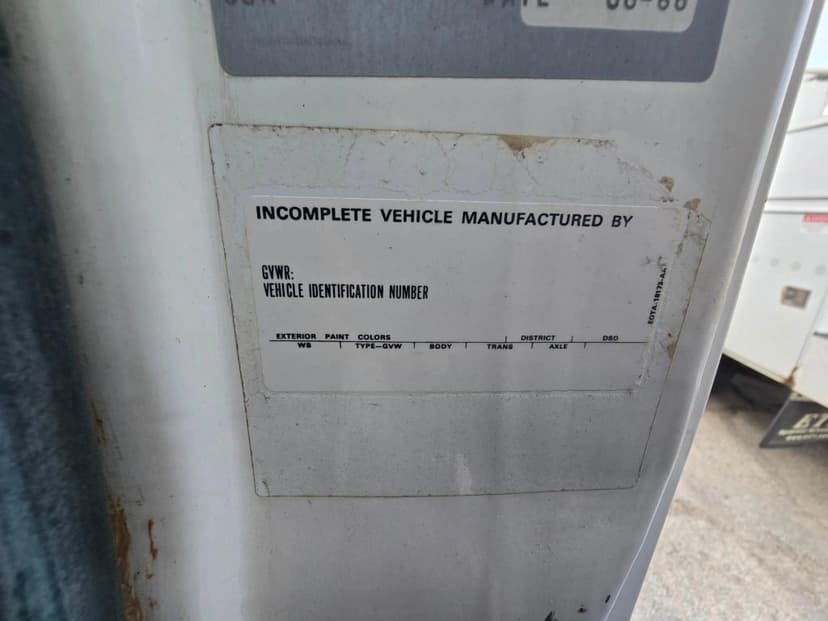 INCOMPLETE VEHICLE MANUFACTURED BY
GVWR:
VEHICLE IDENTIFICATION NUMBER
EXTERIOR PAINT COLORS DISTRICT DSO
WB TYPE—GVW BODY TRANS AXLE